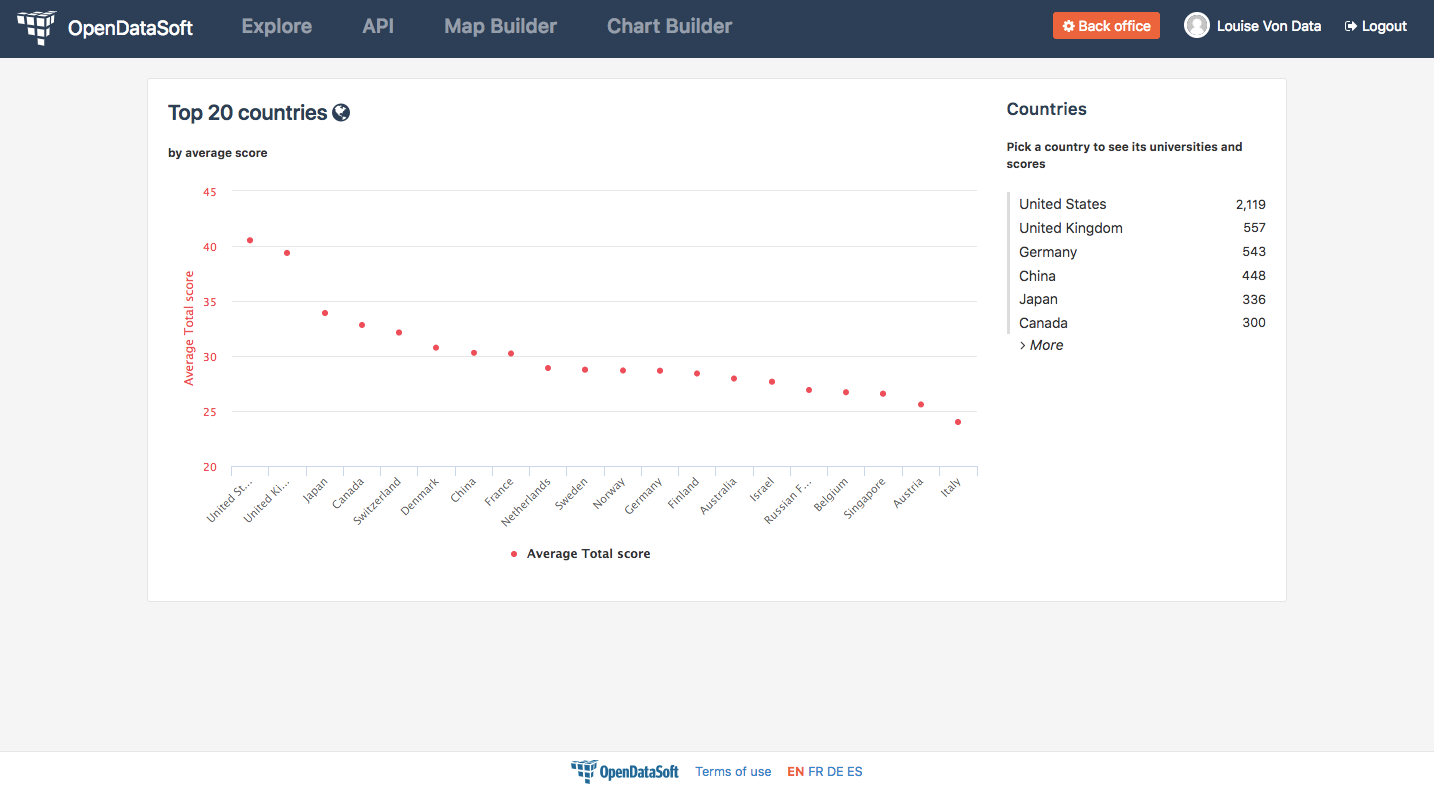 OpenDataSoft Explore API Map Builder Chart Builder Back office Louise Von Data Logout
Top 20 countries
by average score
45
40
35
30
25
20
Average Total score
United St...
United Ki...
Japan
Canada
Switzerland
Denmark
China
France
Netherlands
Sweden
Norway
Germany
Finland
Australia
Israel
Russian F...
Belgium
Singapore
Austria
Italy
Average Total score
Countries
Pick a country to see its universities and
scores
United States 2,119
United Kingdom 557
Germany 543
China 448
Japan 336
Canada 300
> More
OpenDataSoft Terms of use EN FR DE ES